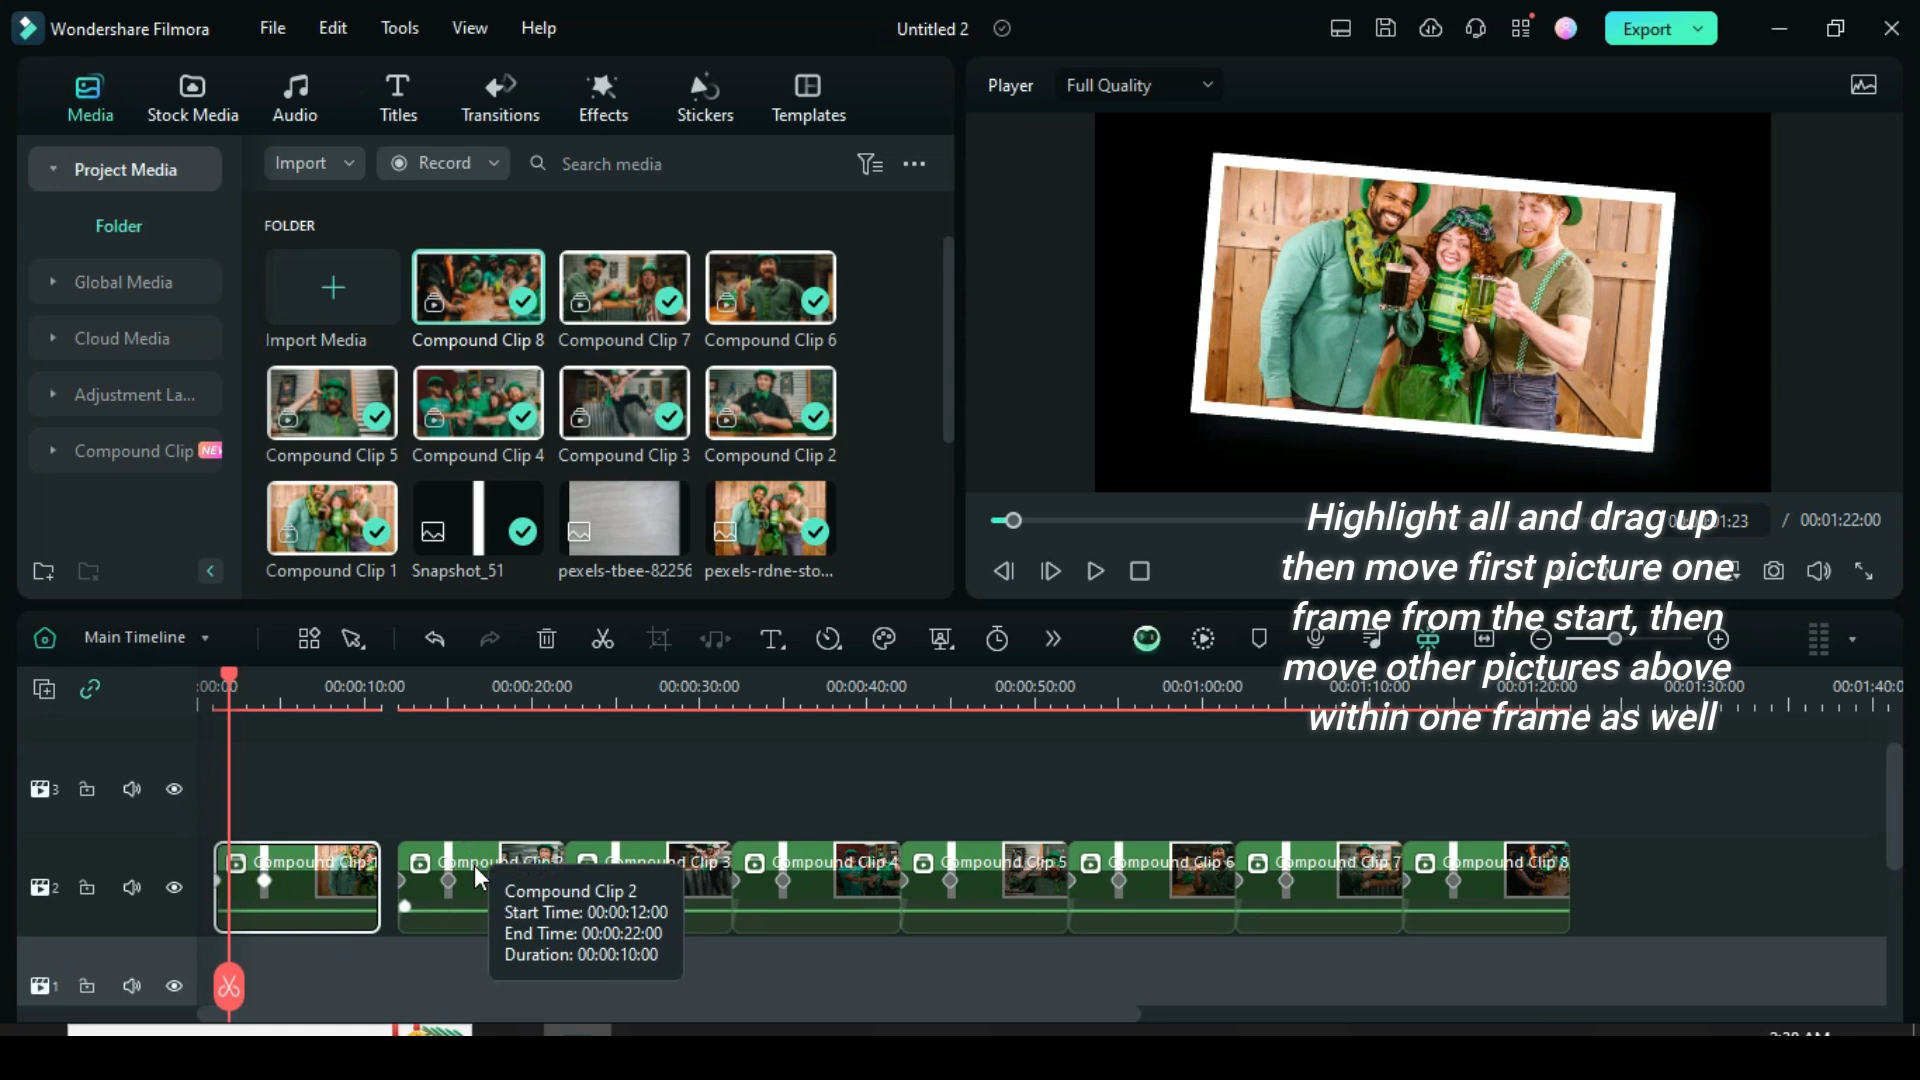 Wondershare Filmora
File
Edit
Tools
View
Help
Untitled 2
Export
Media
Stock Media
Audio
Titles
Transitions
Effects
Stickers
Templates
Player
Full Quality
Project Media
Import
Record
Search media
Folder
Global Media
Cloud Media
Adjustment La...
Compound Clip
FOLDER
Import Media
Compound Clip 8
Compound Clip 7
Compound Clip 6
Compound Clip 5
Compound Clip 4
Compound Clip 3
Compound Clip 2
Compound Clip 1
Snapshot_51
pexels-tbee-82256
pexels-rdne-sto...
/ 00:01:22:00
Highlight all and drag up
then move first picture one
frame from the start, then
move other pictures above
within one frame as well
Main Timeline
:00:00
00:00:10:00
00:00:20:00
00:00:30:00
00:00:40:00
00:00:50:00
00:01:00:00
00:01:10:00
00:01:20:00
00:01:30:00
00:01:40:0
3
2
Compound Clip 1
Compound Clip 2
Compound Clip 3
Compound Clip 4
Compound Clip 5
Compound Clip 6
Compound Clip 7
Compound Clip 8
Compound Clip 2
Start Time: 00:00:12:00
End Time: 00:00:22:00
Duration: 00:00:10:00
1